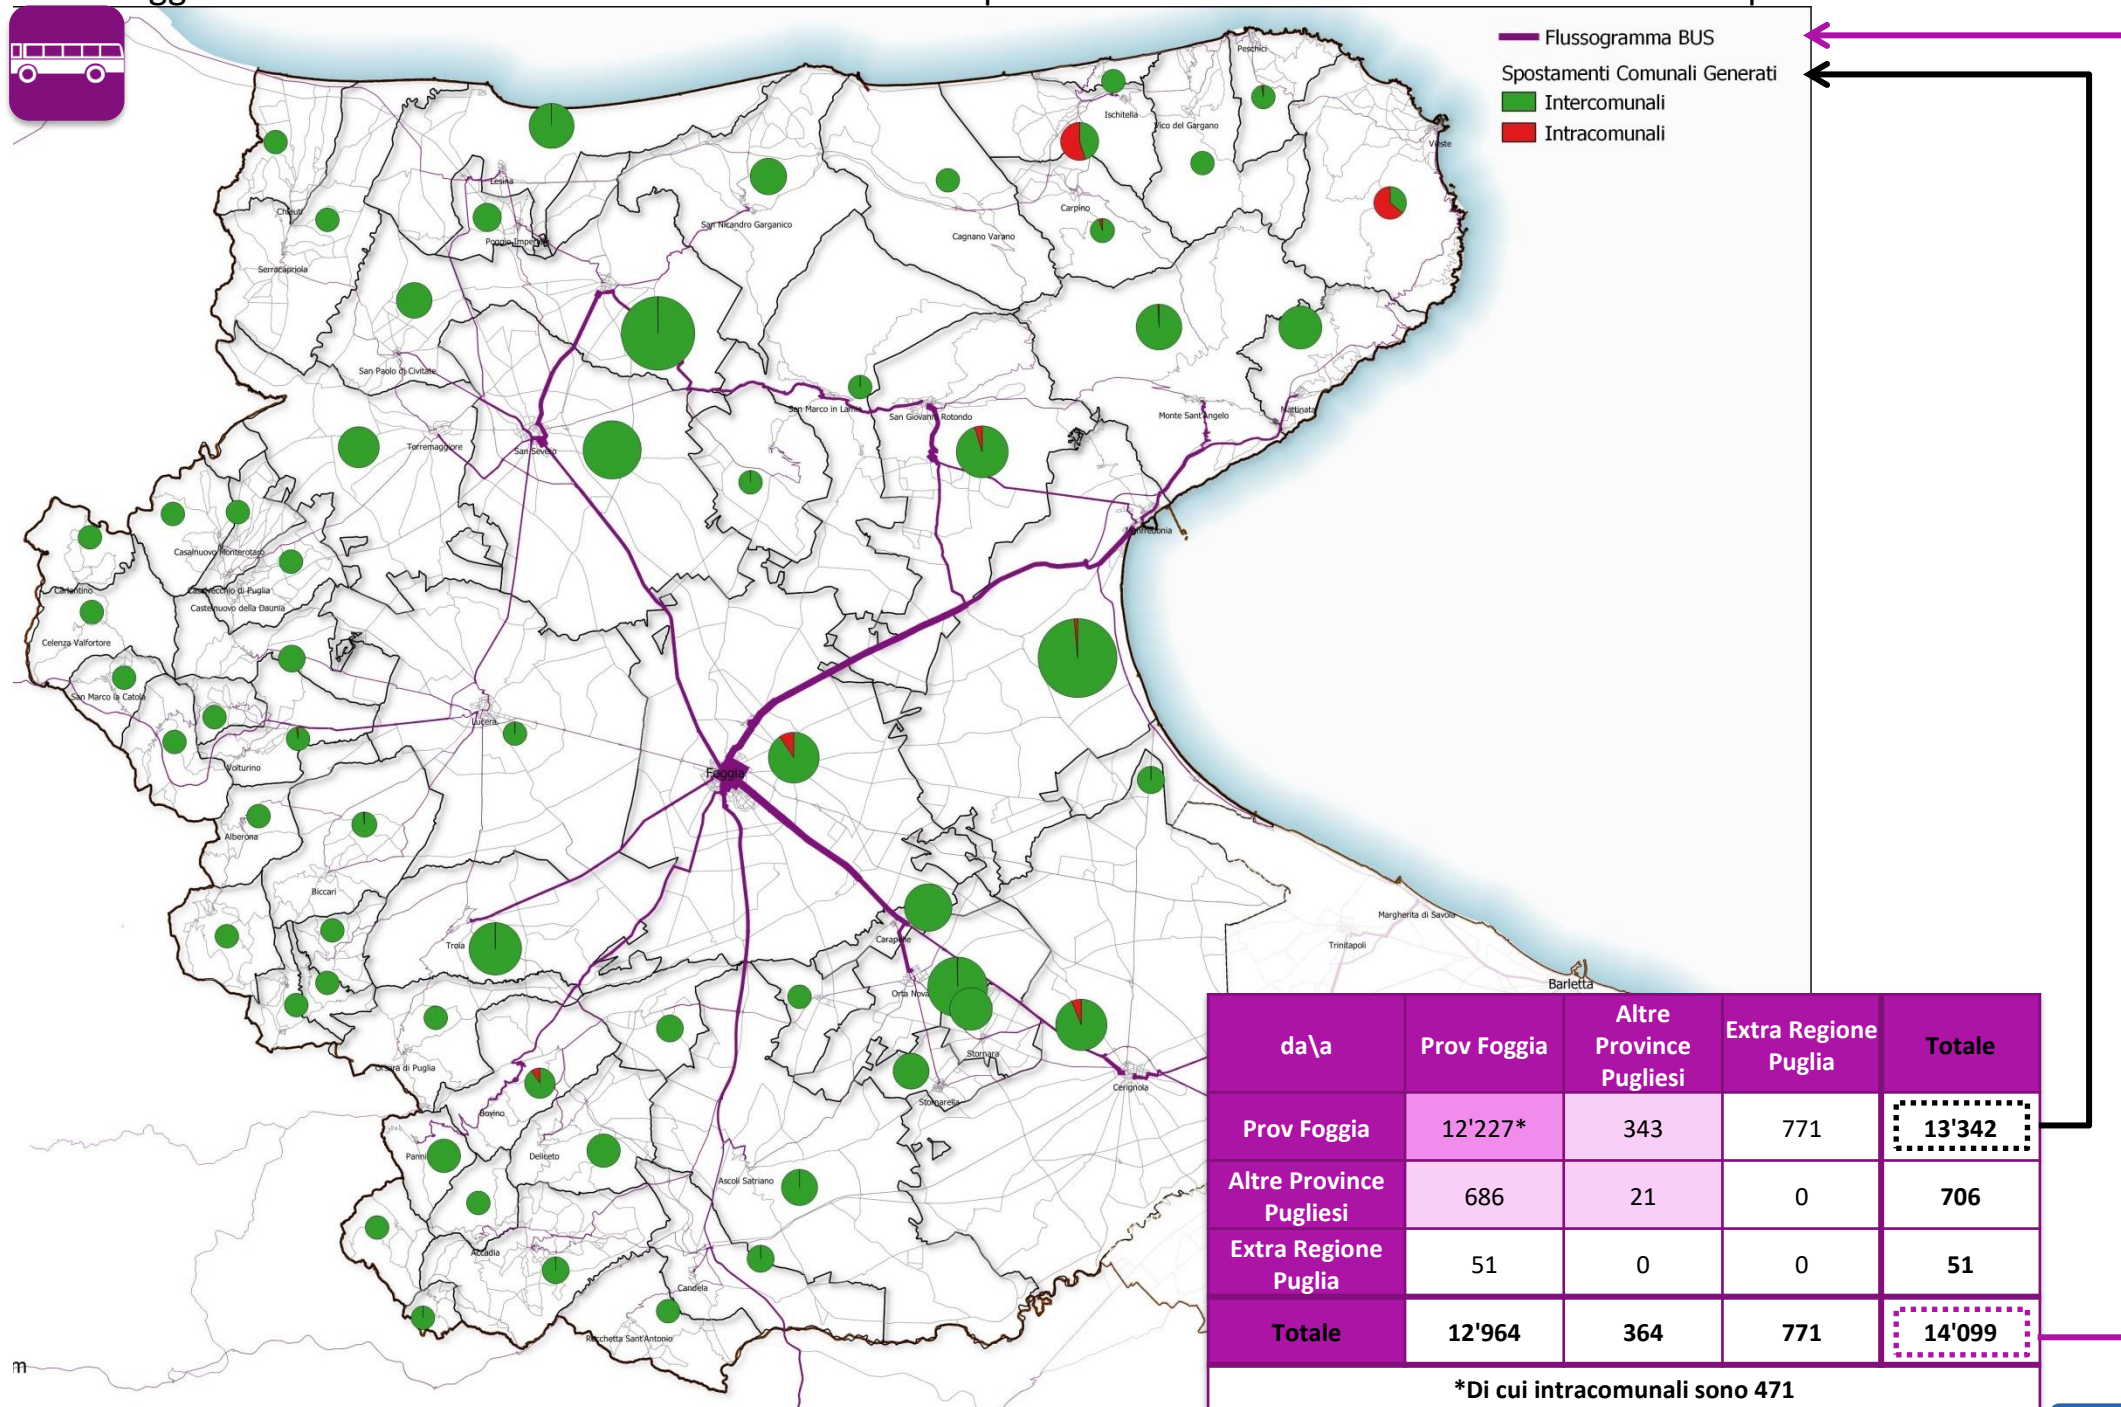 Flussogramma BUS
Spostamenti Comunali Generati
Intercomunali
Intracomunali
Peschici
Ischitella
Vico del Gargano
Vieste
Lesina
Chieuti
Poggio Imperiale
San Nicandro Garganico
Carpino
Cagnano Varano
Serracapriola
San Paolo di Civitate
San Marco in Lamis
San Giovanni Rotondo
Monte Sant'Angelo
Mattinata
Torremaggiore
San Severo
Manfredonia
Casalnuovo Monterotaro
Carlantino
Casalvecchio di Puglia
Castelnuovo della Daunia
Celenza Valfortore
San Marco la Catola
Lucera
Volturino
Foggia
Alberona
Biccari
Troia
Carapelle
Margherita di Savoia
Trinitapoli
Barletta
Orta Nova
Stornara
Orsara di Puglia
Stornarella
Cerignola
Bovino
Panni
Deliceto
Ascoli Satriano
Accadia
Candela
Rocchetta Sant'Antonio
m
da\a Prov Foggia Altre Province Pugliesi Extra Regione Puglia Totale
Prov Foggia 12'227* 343 771 13'342
Altre Province Pugliesi 686 21 0 706
Extra Regione Puglia 51 0 0 51
Totale 12'964 364 771 14'099
*Di cui intracomunali sono 471